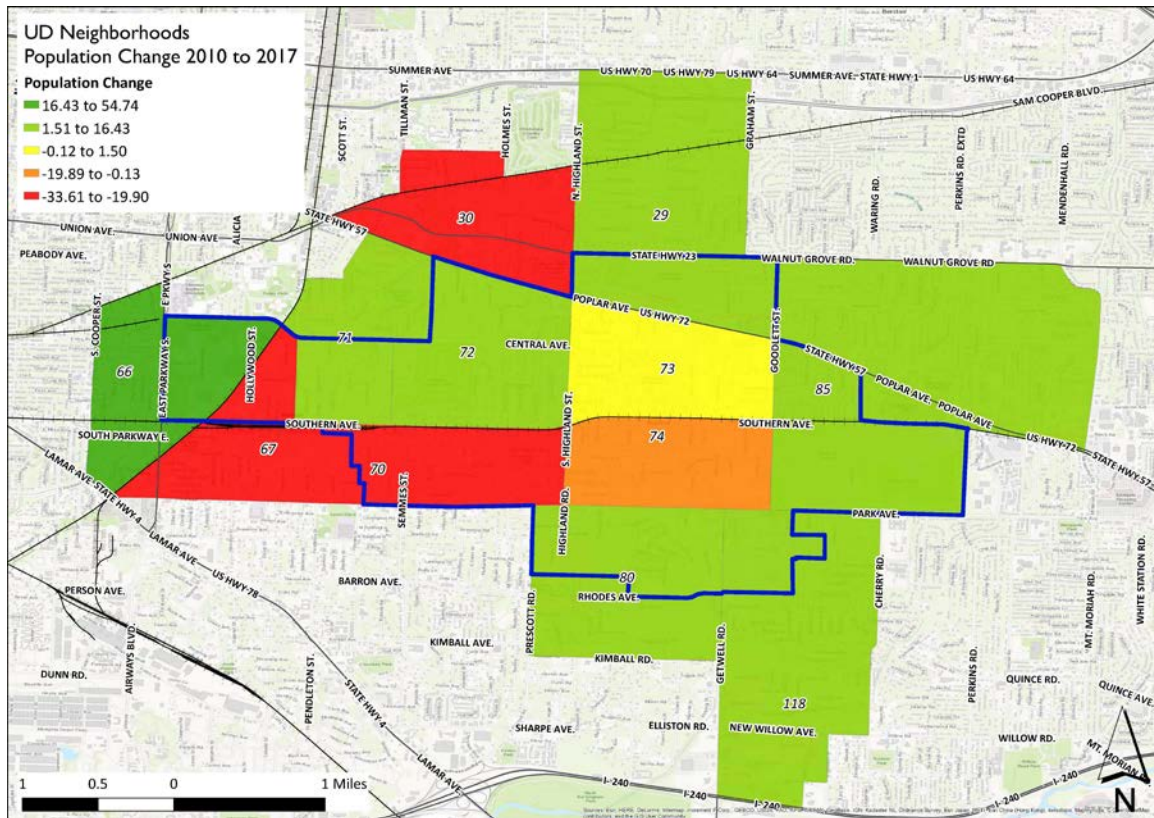 UD Neighborhoods
Population Change 2010 to 2017
Population Change
16.43 to 54.74
1.51 to 16.43
-0.12 to 1.50
-19.89 to -0.13
-33.61 to -19.90
SUMMER AVE
US HWY 70
US HWY 79
US HWY 64
SUMMER AVE. STATE HWY 1
US HWY 64
SAM COOPER BLVD.
SCOTT ST.
TILLMAN ST.
HOLMES ST.
N. HIGHLAND ST.
GRAHAM ST.
WARING RD.
PERKINS RD. EXTD
MENDENHALL RD.
STATE HWY 57
30
29
UNION AVE.
UNION AVE.
ALICIA
PEABODY AVE.
STATE HWY 23
WALNUT GROVE RD.
WALNUT GROVE RD
S. COOPER ST.
E PKWY S
POPLAR AVE
US HWY 72
GOODLETT ST.
66
EAST PARKWAY S.
HOLLYWOOD ST.
71
72
CENTRAL AVE.
73
85
STATE HWY 57
POPLAR AVE.
POPLAR AVE.
SOUTHERN AVE.
S. HIGHLAND ST.
SOUTHERN AVE.
US HWY 72
STATE HWY 57
SOUTH PARKWAY E.
67
70
74
LAMAR AVE
STATE HWY 4
SEMMES ST.
HIGHLAND RD.
PARK AVE.
LAMAR AVE.
US HWY 78
BARRON AVE.
80
RHODES AVE.
CHERRY RD.
PERSON AVE.
AIRWAYS BLVD.
PRESCOTT RD.
KIMBALL AVE.
KIMBALL RD.
GETWELL RD.
MT. MORIAH RD.
WHITE STATION RD.
DUNN RD.
PENDLETON ST.
STATE HWY 4
PERKINS RD.
QUINCE RD.
QUINCE AVE.
118
SHARPE AVE.
ELLISTON RD.
NEW WILLOW AVE.
WILLOW RD.
MT. MORIAH
LAMAR AVE.
I- 240
I- 240
I- 240
1 0.5 0 1 Miles
N